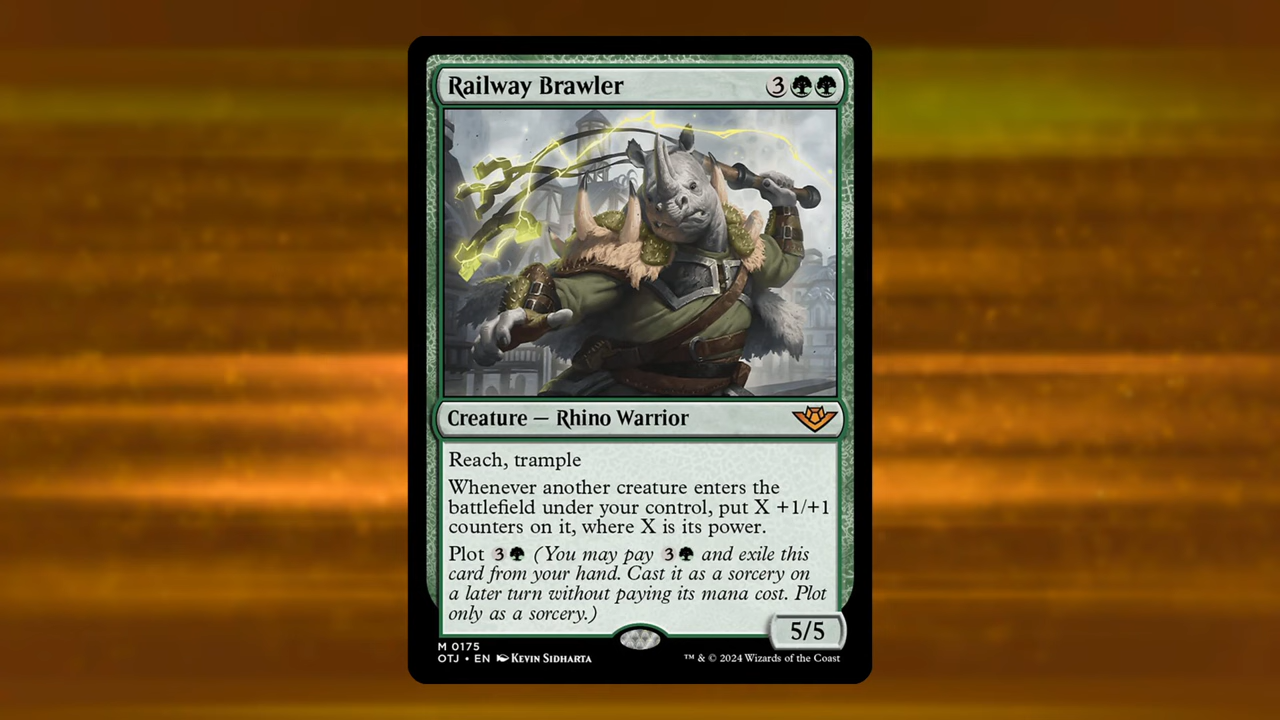 Railway Brawler 3
Creature — Rhino Warrior
Reach, trample
Whenever another creature enters the
battlefield under your control, put X +1/+1
counters on it, where X is its power.
Plot 3 (You may pay 3 and exile this
card from your hand. Cast it as a sorcery on
a later turn without paying its mana cost. Plot
only as a sorcery.)
5/5
M 0175
OTJ • EN Kevin Sidharta
™ & © 2024 Wizards of the Coast